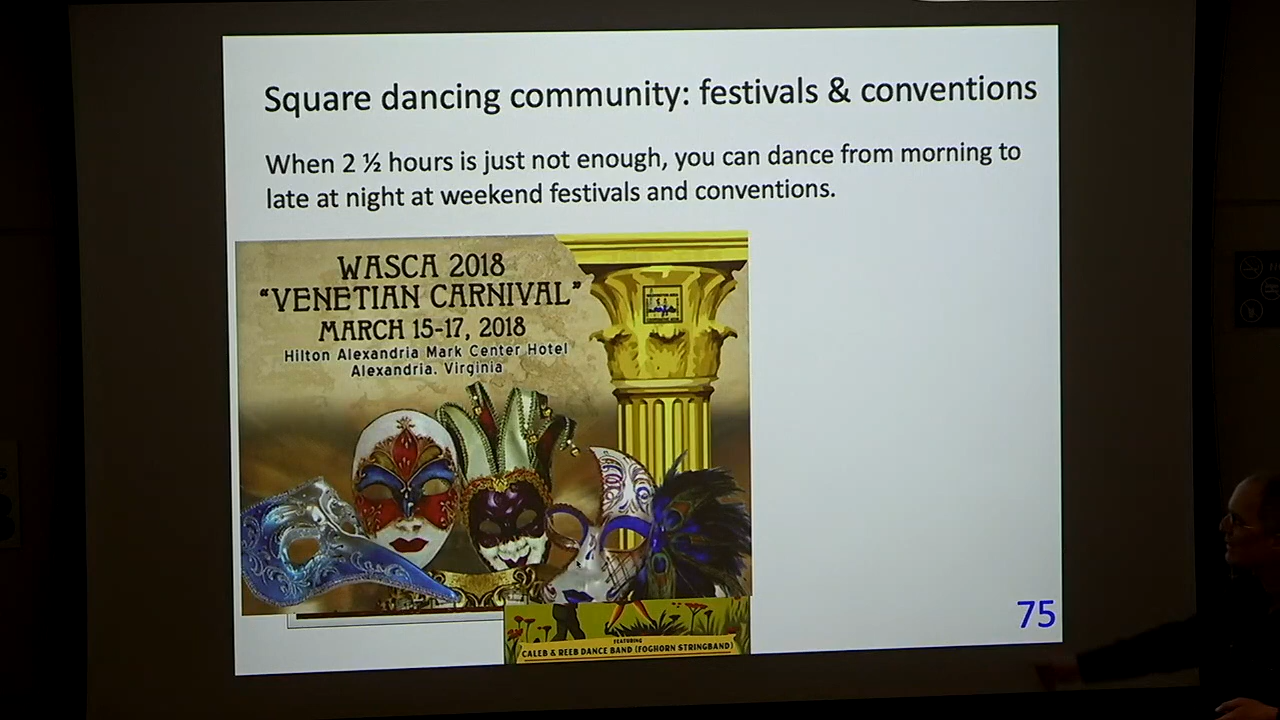 Square dancing community: festivals & conventions
When 2 ½ hours is just not enough, you can dance from morning to
late at night at weekend festivals and conventions.
WASCA 2018
"VENETIAN CARNIVAL"
MARCH 15-17, 2018
Hilton Alexandria Mark Center Hotel
Alexandria. Virginia
FEATURING
CALEB & REEB DANCE BAND (FOGHORN STRINGBAND)
75